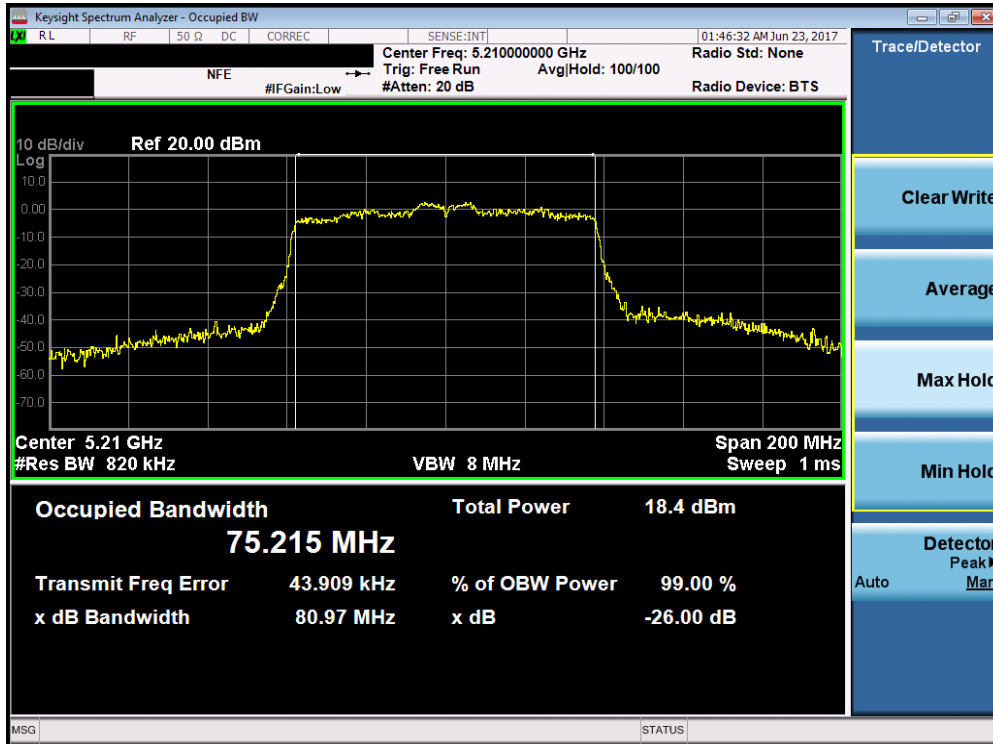 Keysight Spectrum Analyzer - Occupied BW
LXI RL RF 50 Ω DC CORREC SENSE:INT 01:46:32 AM Jun 23, 2017
Center Freq: 5.210000000 GHz Radio Std: None
NFE Trig: Free Run Avg|Hold: 100/100
#IFGain:Low #Atten: 20 dB Radio Device: BTS
Trace/Detector
10 dB/div Ref 20.00 dBm
Log
10.0
0.00
-10.0
-20.0
-30.0
-40.0
-50.0
-60.0
-70.0
Center 5.21 GHz Span 200 MHz
#Res BW 820 kHz VBW 8 MHz Sweep 1 ms
Occupied Bandwidth Total Power 18.4 dBm
75.215 MHz
Transmit Freq Error 43.909 kHz % of OBW Power 99.00 %
x dB Bandwidth 80.97 MHz x dB -26.00 dB
Clear Write
Average
Max Hold
Min Hold
Detector
Peak
Auto Man
MSG STATUS